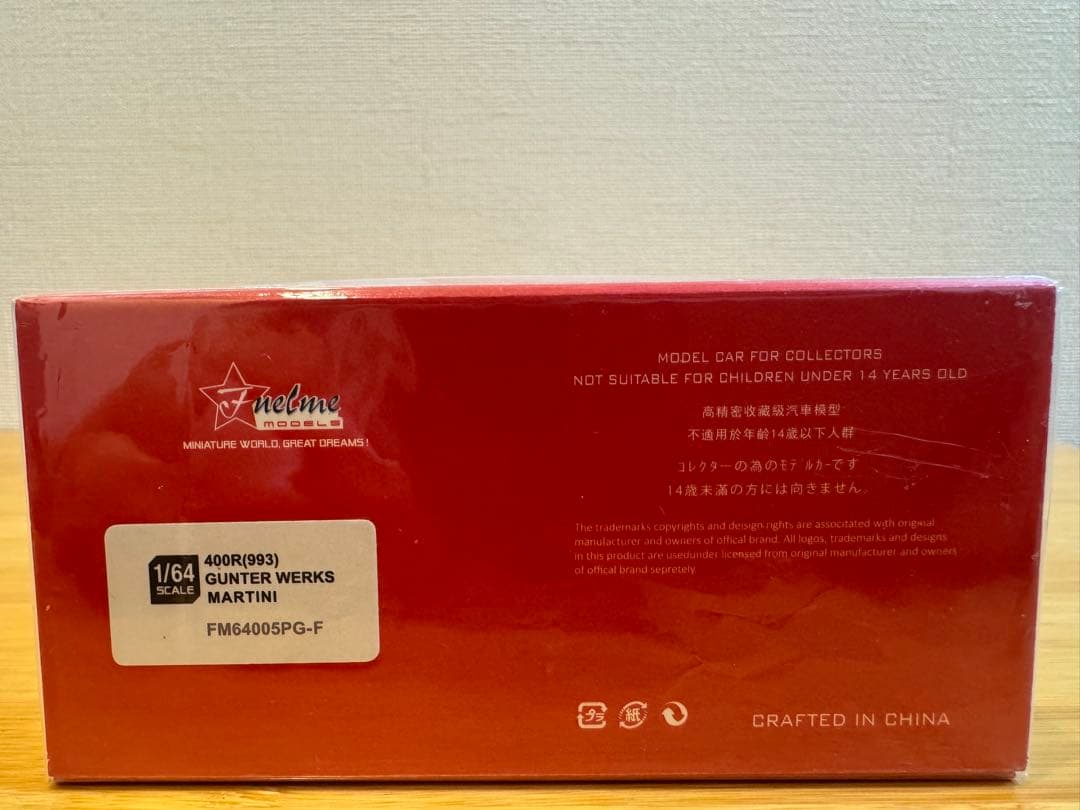 Fuelme
MODELS
MINIATURE WORLD, GREAT DREAMS!
1/64
SCALE
400R(993)
GUNTER WERKS
MARTINI
FM64005PG-F
MODEL CAR FOR COLLECTORS
NOT SUITABLE FOR CHILDREN UNDER 14 YEARS OLD
高精密收藏級汽車模型
不適用於年齡14歲以下人群
コレクターの為のモデルカーです
14歳未滿の方には向きません。
The trademarks copyrights and deisign rights are associtated with original
manufacturer and owners of offical brand. All logos, trademarks and designs
in this product are usedunder licensed from original manufacturer and owners
of offical brand sepretely.
プラ
紙
CRAFTED IN CHINA